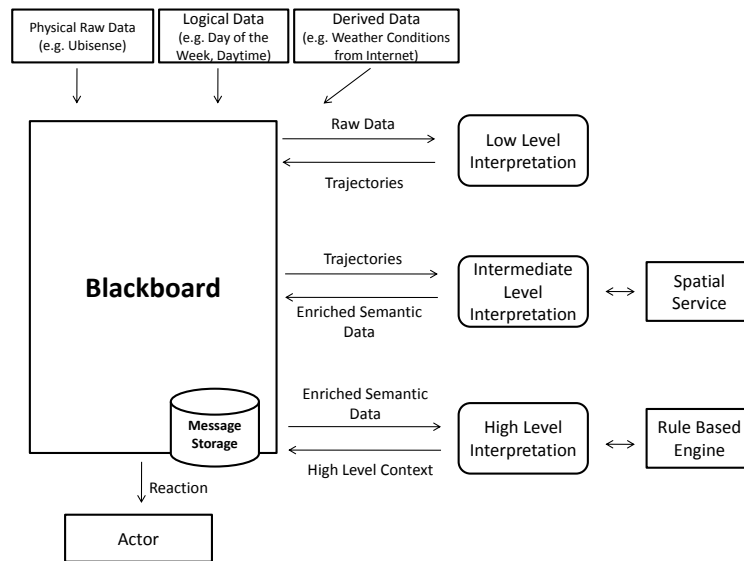 Physical Raw Data
(e.g. Ubisense)
Logical Data
(e.g. Day of the
Week, Daytime)
Derived Data
(e.g. Weather Conditions
from Internet)
Raw Data
Trajectories
Low Level
Interpretation
Blackboard
Trajectories
Enriched Semantic
Data
Intermediate
Level
Interpretation
Spatial
Service
Message
Storage
Enriched Semantic
Data
High Level Context
High Level
Interpretation
Rule Based
Engine
Reaction
Actor